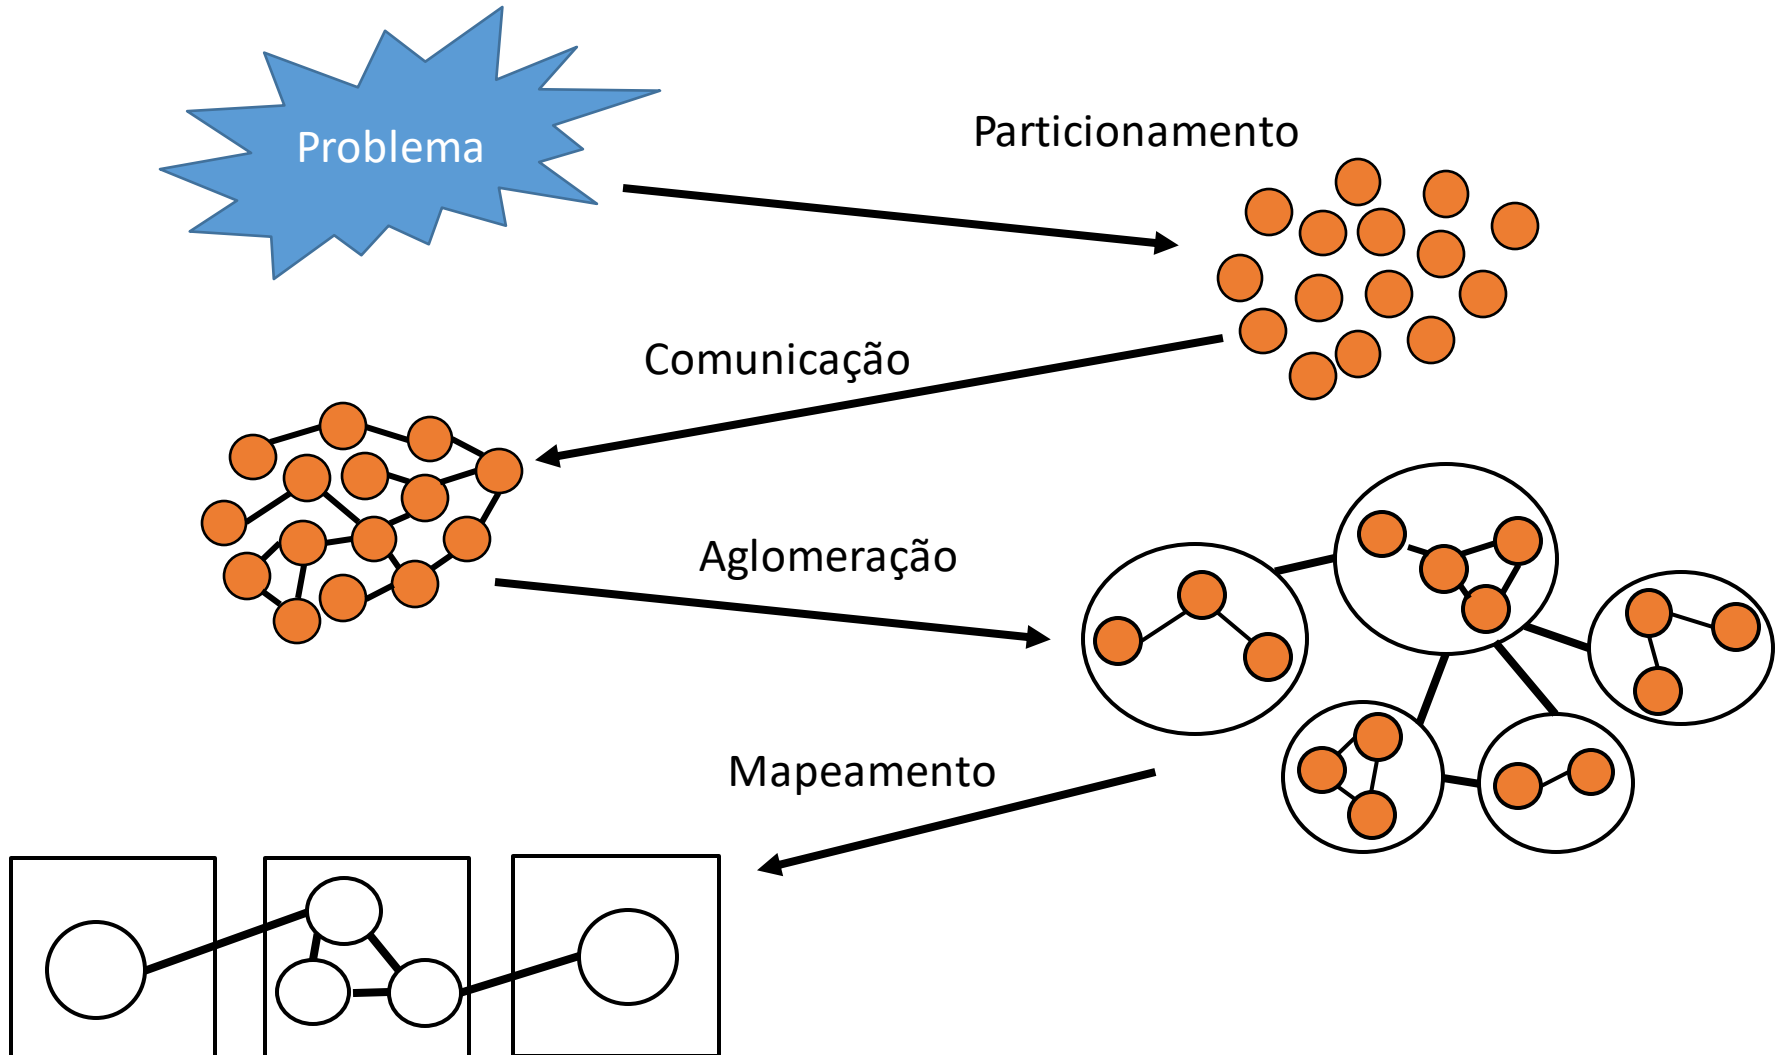 Problema
Particionamento
Comunicação
Aglomeração
Mapeamento